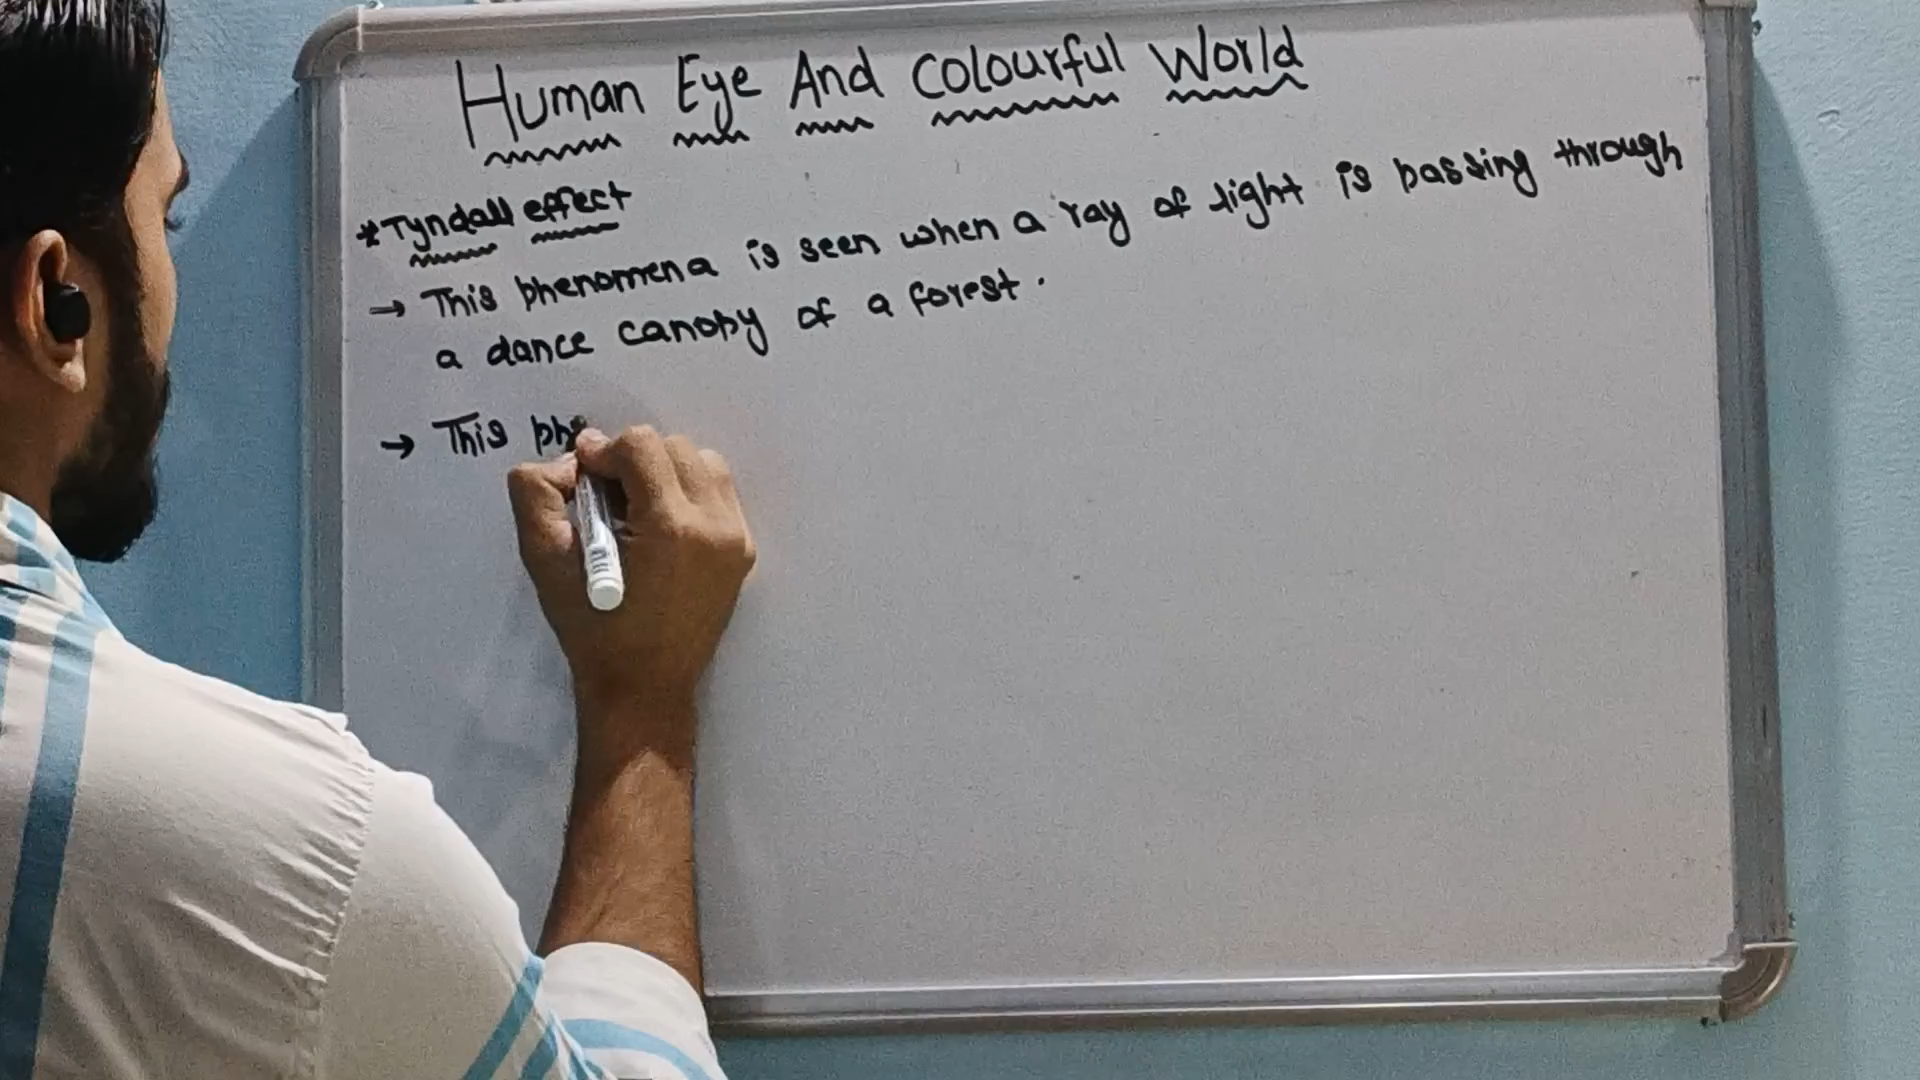 Human Eye And Colourful World
*Tyndall effect
→ This phenomena is seen when a ray of light is passing through
a dance canopy of a forest.
→ This phe